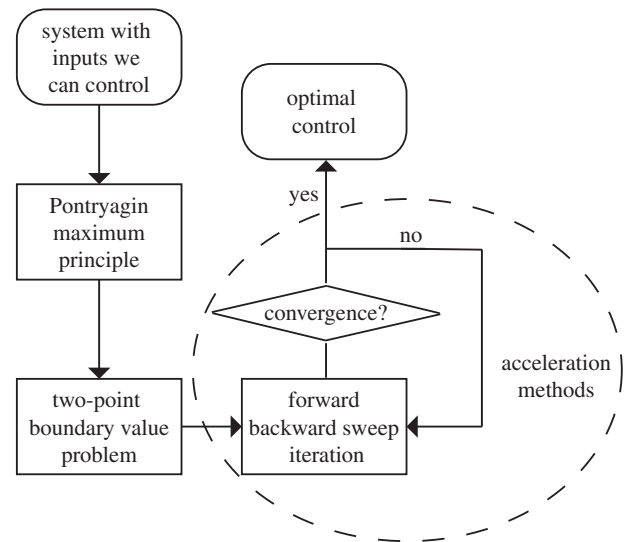 system with
inputs we
can control
Pontryagin
maximum
principle
two-point
boundary value
problem
forward
backward sweep
iteration
convergence?
yes
no
optimal
control
acceleration
methods